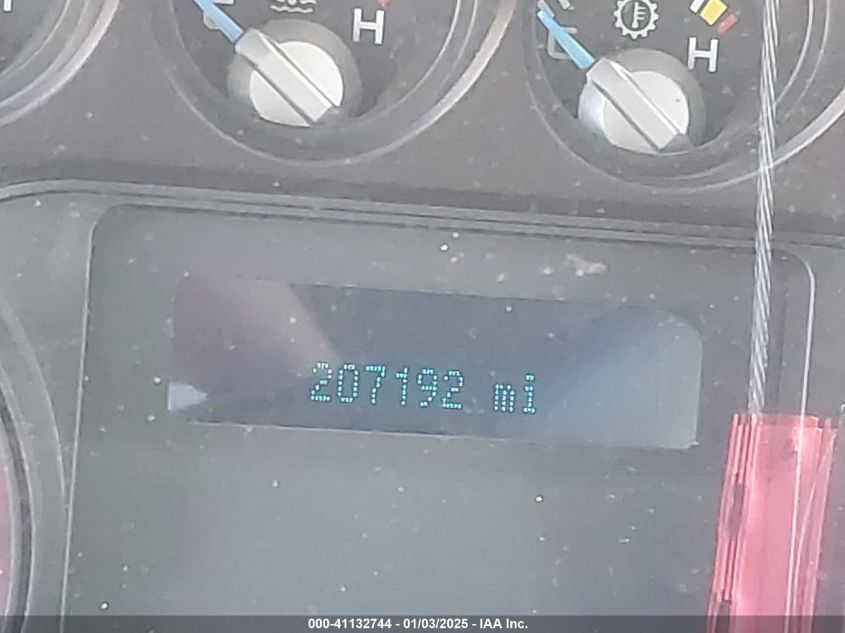 H
H
207192 mi
000-41132744 - 01/03/2025 - IAA Inc.